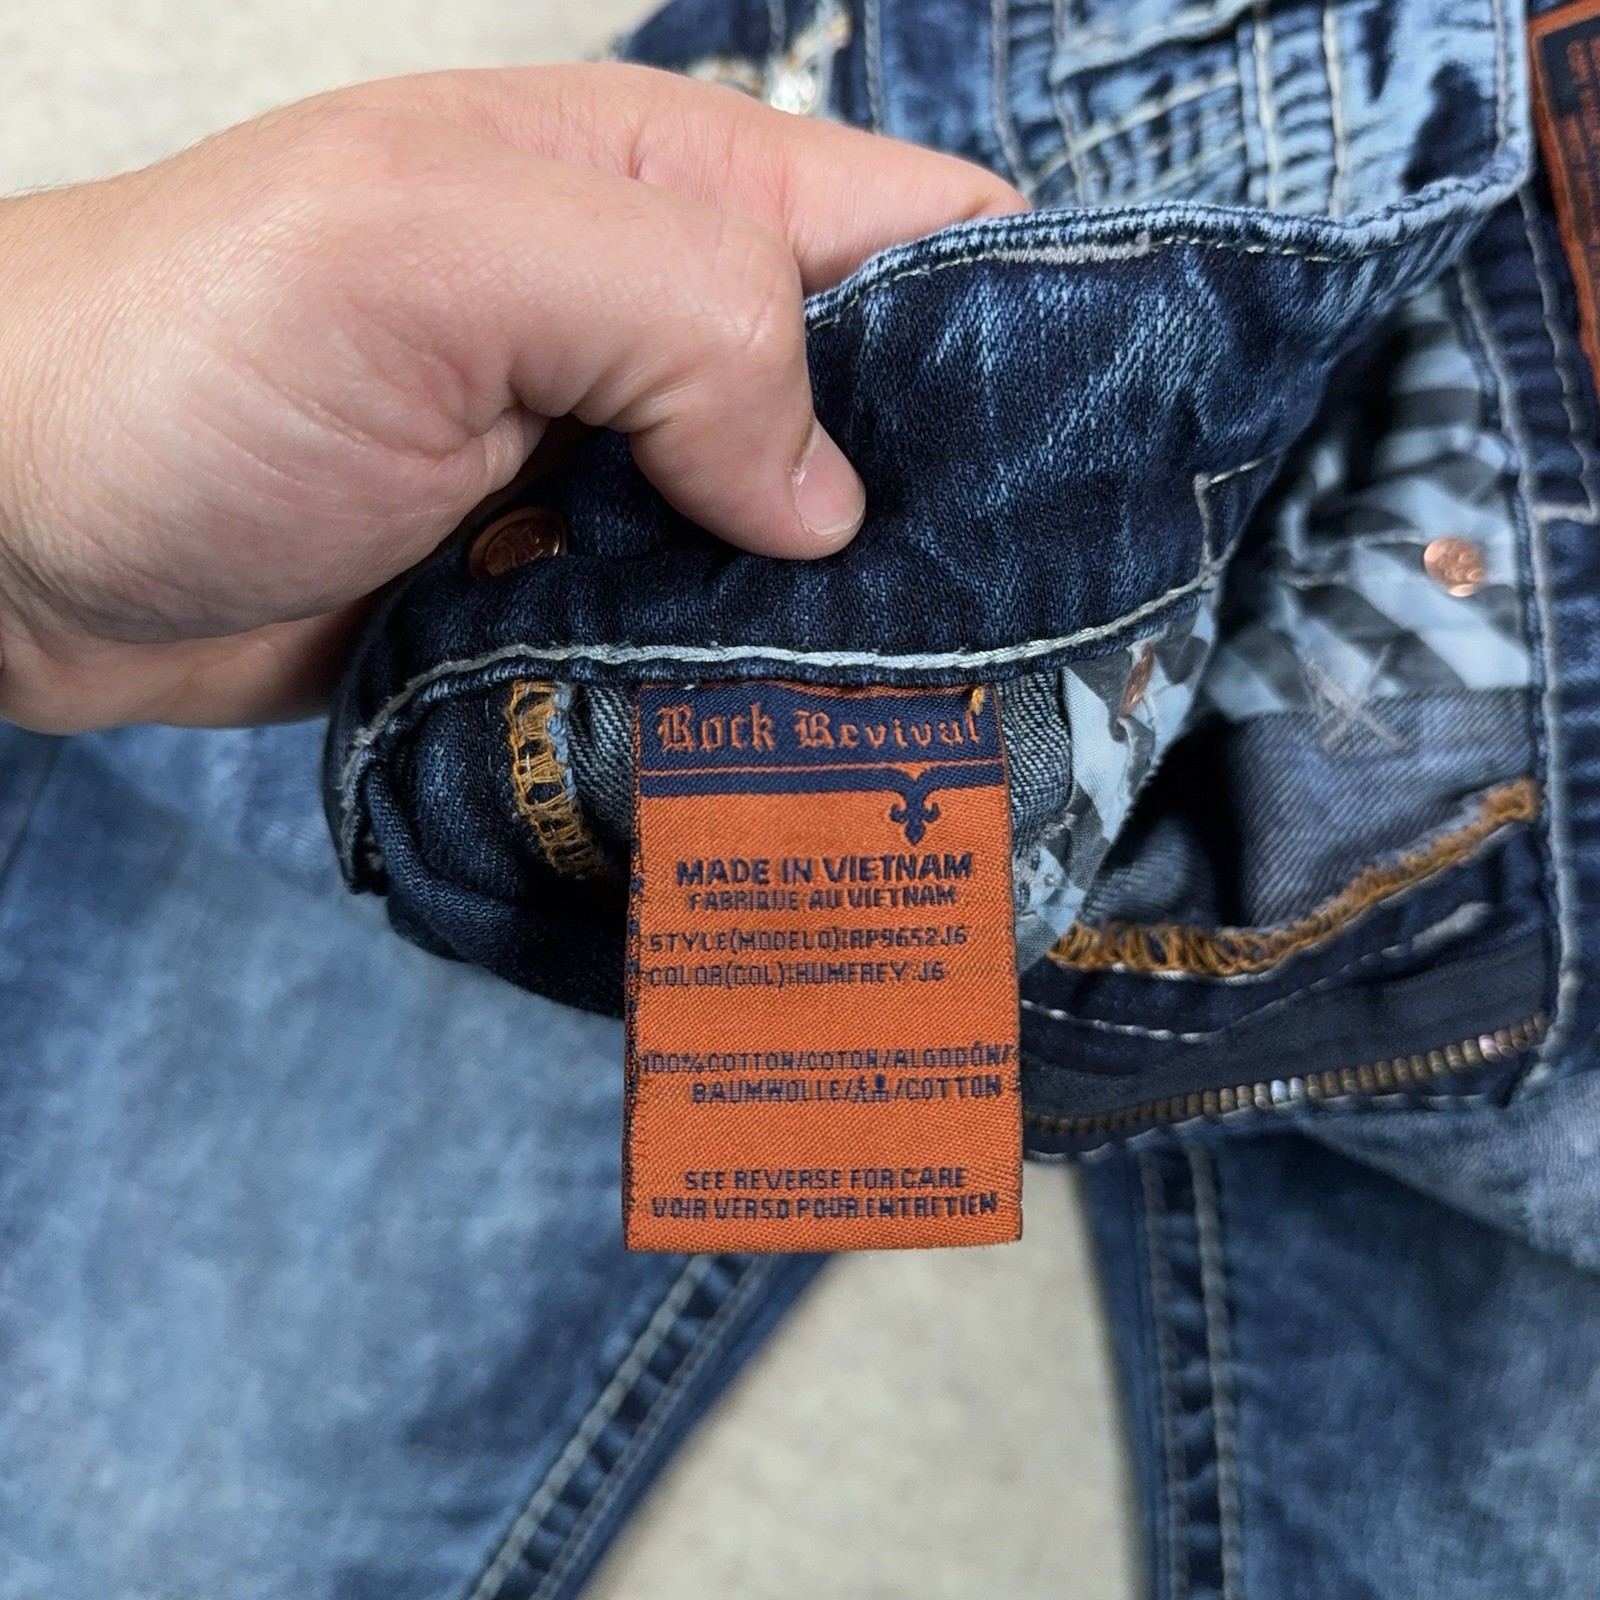 Rock Revival
MADE IN VIETNAM
FABRIQUE AU VIETNAM
STYLE(MODELO):RP9652J6
COLOR(COL):HUMFREY J6
100%COTTON/COTON/ALGODÓN/
BAUMWOLLE/면/COTTON
SEE REVERSE FOR CARE
VOIR VERSO POUR ENTRETIEN